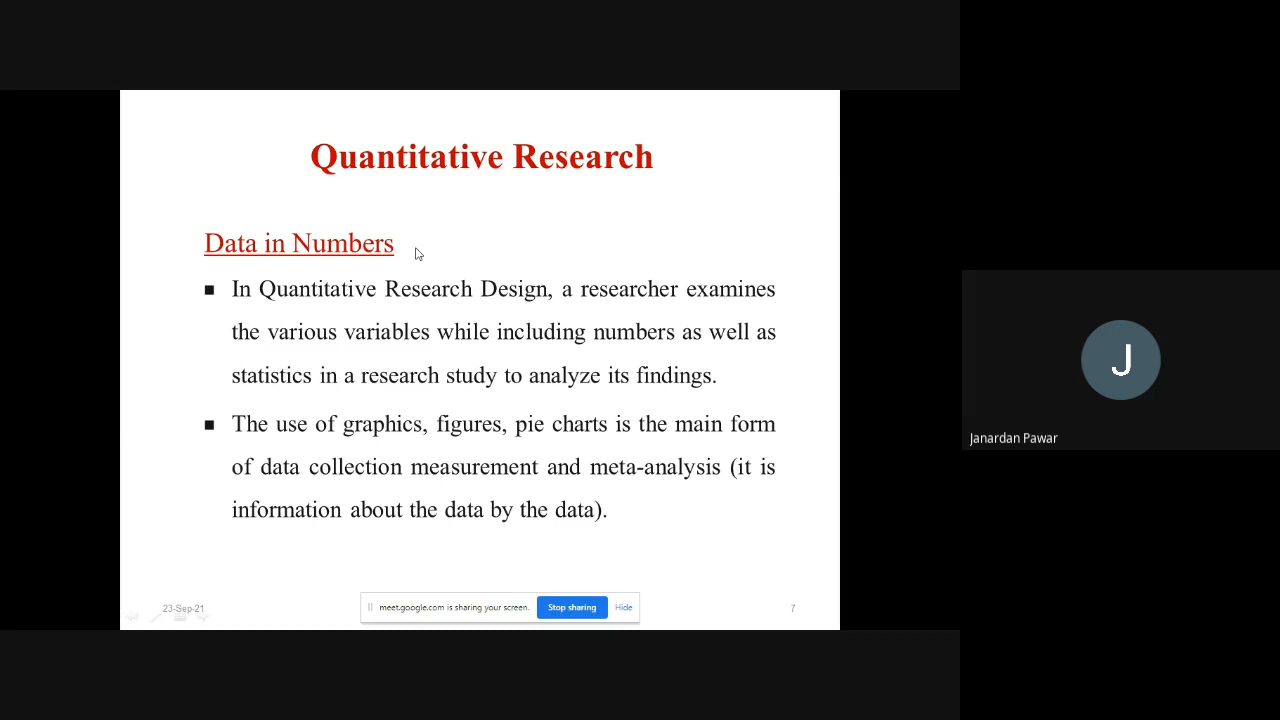 Quantitative Research
Data in Numbers
In Quantitative Research Design, a researcher examines
the various variables while including numbers as well as
statistics in a research study to analyze its findings.
The use of graphics, figures, pie charts is the main form
of data collection measurement and meta-analysis (it is
information about the data by the data).
23-Sep-21
meet.google.com is sharing your screen.
Stop sharing
Hide
7
J
Janardan Pawar